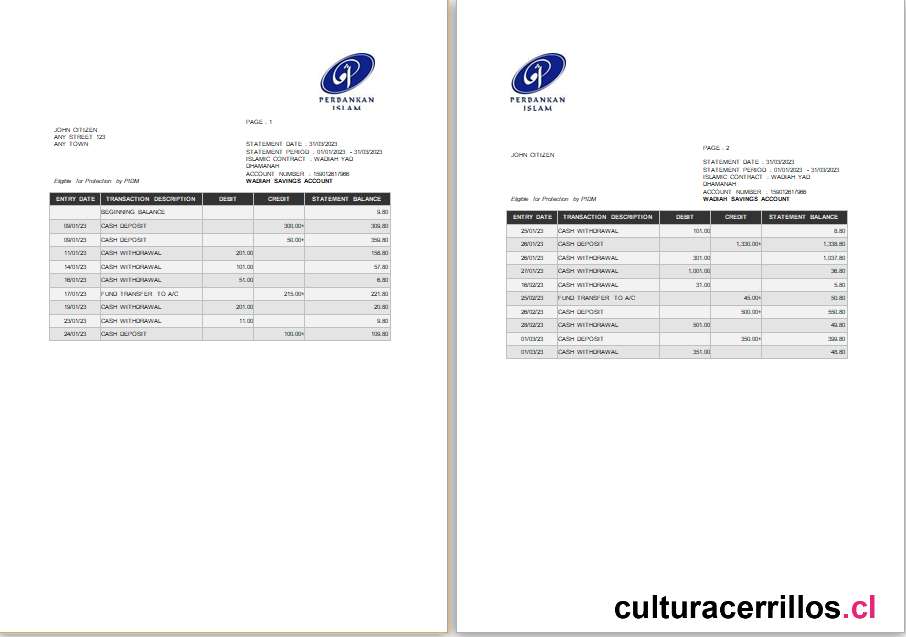 PERBANKAN
ISLAM
PAGE : 1
JOHN CITIZEN
ANY STREET 123
ANY TOWN
STATEMENT DATE : 31/03/2023
STATEMENT PERIOD : 01/01/2023 - 31/03/2023
ISLAMIC CONTRACT : WADIAH YAD
DHAMANAH
ACCOUNT NUMBER : 159012617986
Eligible for Protection by PIDM
WADIAH SAVINGS ACCOUNT
ENTRY DATE TRANSACTION DESCRIPTION DEBIT CREDIT STATEMENT BALANCE
BEGINNING BALANCE 9.80
09/01/23 CASH DEPOSIT 300.00+ 309.80
09/01/23 CASH DEPOSIT 50.00+ 359.80
11/01/23 CASH WITHDRAWAL 201.00 158.80
14/01/23 CASH WITHDRAWAL 101.00 57.80
16/01/23 CASH WITHDRAWAL 51.00 6.80
17/01/23 FUND TRANSFER TO A/C 215.00+ 221.80
19/01/23 CASH WITHDRAWAL 201.00 20.80
23/01/23 CASH WITHDRAWAL 11.00 9.80
24/01/23 CASH DEPOSIT 100.00+ 109.80
PERBANKAN
ISLAM
PAGE : 2
JOHN CITIZEN
STATEMENT DATE : 31/03/2023
STATEMENT PERIOD : 01/01/2023 - 31/03/2023
ISLAMIC CONTRACT : WADIAH YAD
DHAMANAH
ACCOUNT NUMBER : 159012617986
Eligible for Protection by PIDM
WADIAH SAVINGS ACCOUNT
ENTRY DATE TRANSACTION DESCRIPTION DEBIT CREDIT STATEMENT BALANCE
25/01/23 CASH WITHDRAWAL 101.00 8.80
26/01/23 CASH DEPOSIT 1,330.00+ 1,338.80
26/01/23 CASH WITHDRAWAL 301.00 1,037.80
27/01/23 CASH WITHDRAWAL 1,001.00 36.80
16/02/23 CASH WITHDRAWAL 31.00 5.80
25/02/23 FUND TRANSFER TO A/C 45.00+ 50.80
26/02/23 CASH DEPOSIT 500.00+ 550.80
28/02/23 CASH WITHDRAWAL 501.00 49.80
01/03/23 CASH DEPOSIT 350.00+ 399.80
01/03/23 CASH WITHDRAWAL 351.00 48.80
culturacerrillos.cl